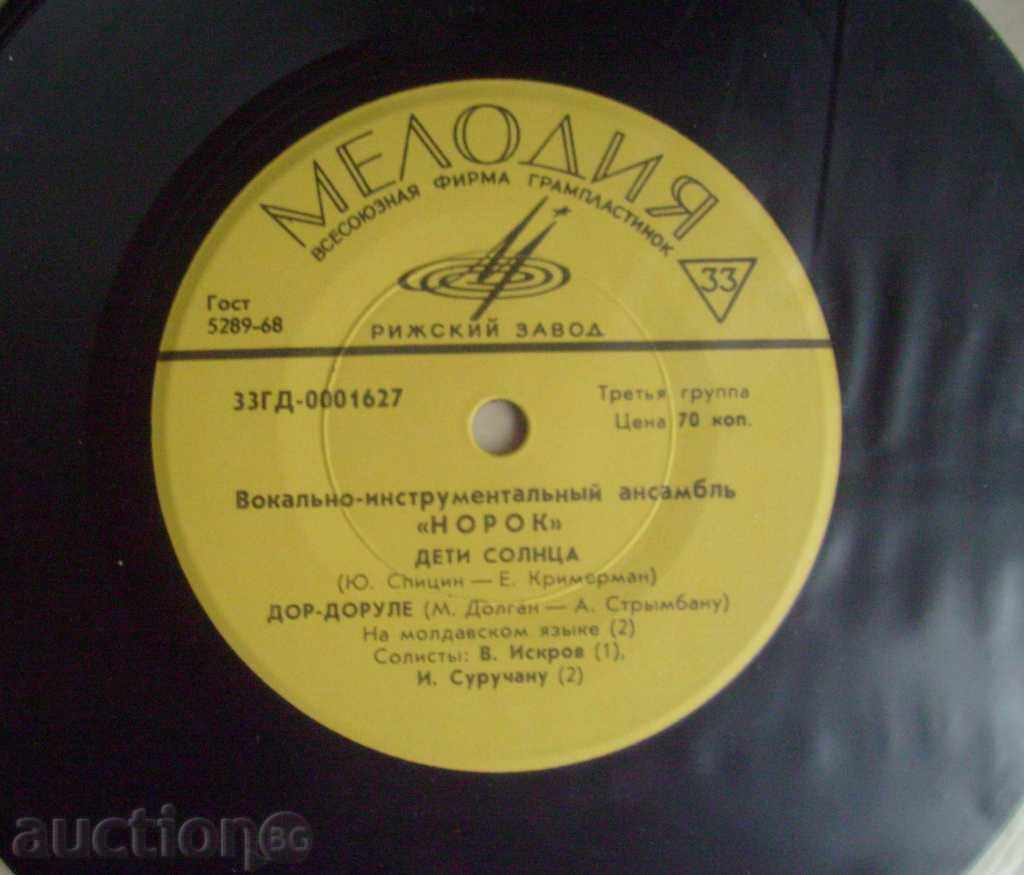 МЕЛОДИЯ
ВСЕСОЮЗНАЯ ФИРМА ГРАМПЛАСТИНОК
33
Гост
5289-68
РИЖСКИЙ ЗАВОД
33ГД-0001627
Третья группа
Цена 70 коп.
Вокально-инструментальный ансамбль
«НОРОК»
ДЕТИ СОЛНЦА
(Ю. Спицин — Е. Кримерман)
ДОР-ДОРУЛЕ (М. Долган — А. Стрымбану)
На молдавском языке (2)
Солисты: В. Искров (1),
И. Суручану (2)
auction BG